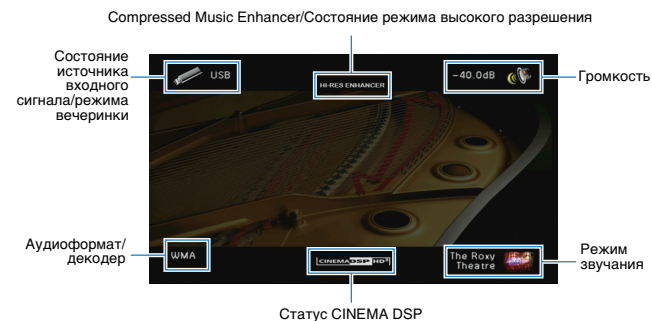 Compressed Music Enhancer/Состояние режима высокого разрешения
Состояние
источника
входного
сигнала/режима
вечеринки
USB
HI-RES ENHANCER
-40.0dB
Громкость
Аудиоформат/
декодер
WMA
CINEMA DSP HD³
The Roxy
Theatre
Режим
звучания
Статус CINEMA DSP